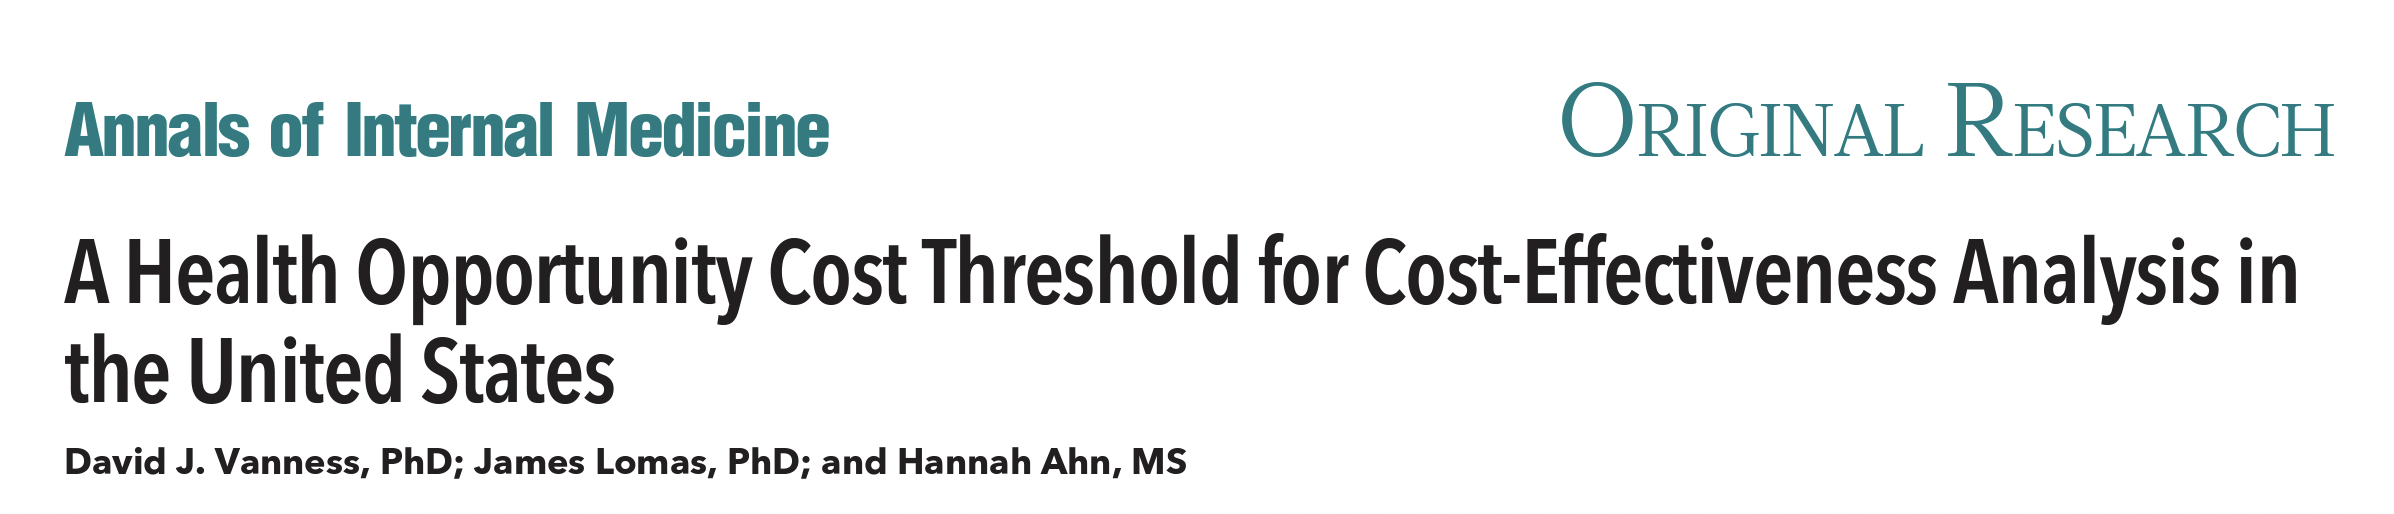 Annals of Internal Medicine
ORIGINAL RESEARCH
A Health Opportunity Cost Threshold for Cost-Effectiveness Analysis in
the United States
David J. Vanness, PhD; James Lomas, PhD; and Hannah Ahn, MS